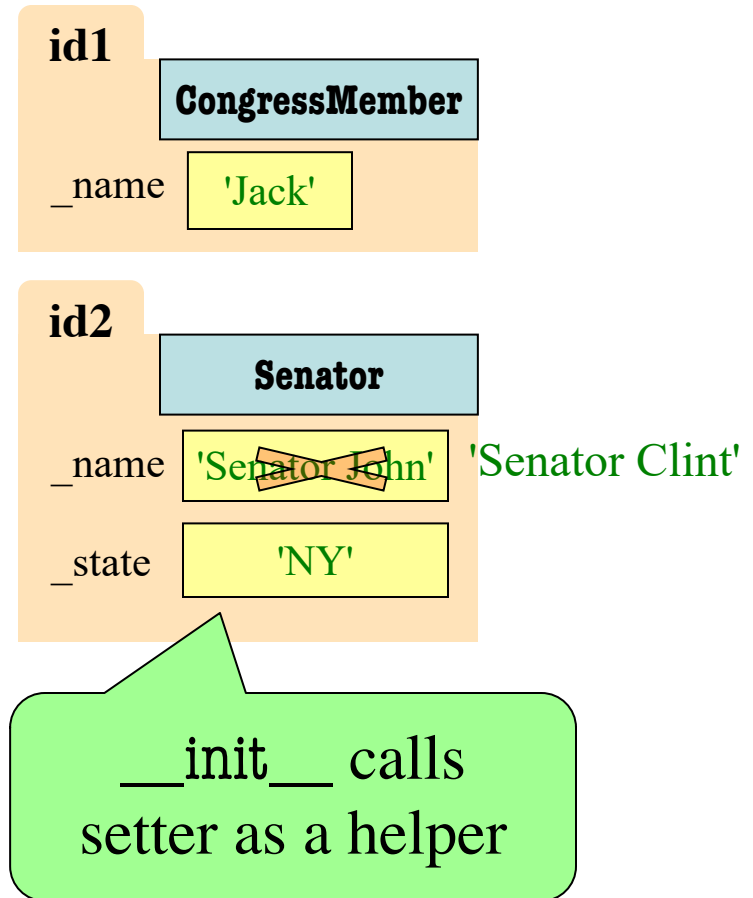 id1
CongressMember
_name 'Jack'
id2
Senator
_name 'Senator John' 'Senator Clint'
_state 'NY'
__init__ calls
setter as a helper